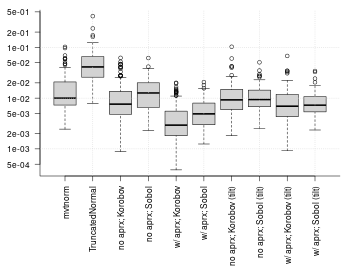 5e-01
2e-01
1e-01
5e-02
2e-02
1e-02
5e-03
2e-03
1e-03
5e-04
mvtnorm
TruncatedNormal
no aprx; Korobov
no aprx; Sobol
w/ aprx; Korobov
w/ aprx; Sobol
no aprx; Korobov (tilt)
no aprx; Sobol (tilt)
w/ aprx; Korobov (tilt)
w/ aprx; Sobol (tilt)